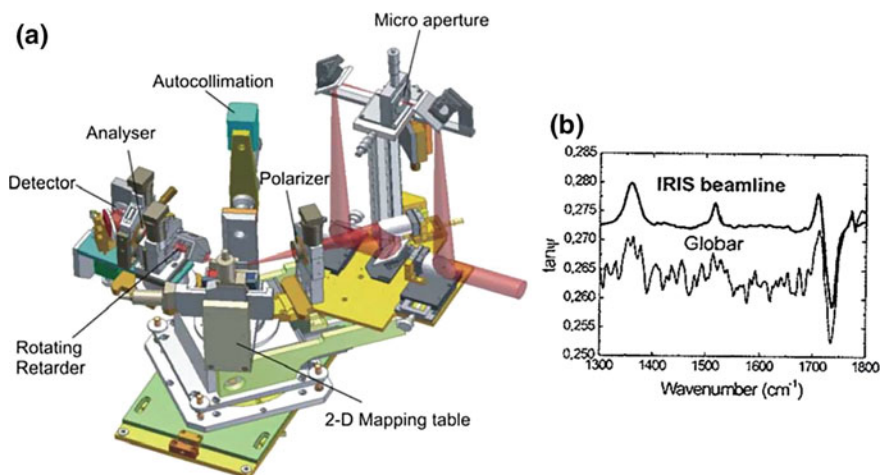 (a)
Micro aperture
Autocollimation
Analyser
Polarizer
Detector
Rotating
Retarder
2-D Mapping table
(b)
0,285
0,280
0,275
0,270
0,265
0,260
0,255
0,250
tanψ
IRIS beamline
Globar
1300 1400 1500 1600 1700 1800
Wavenumber (cm⁻¹)